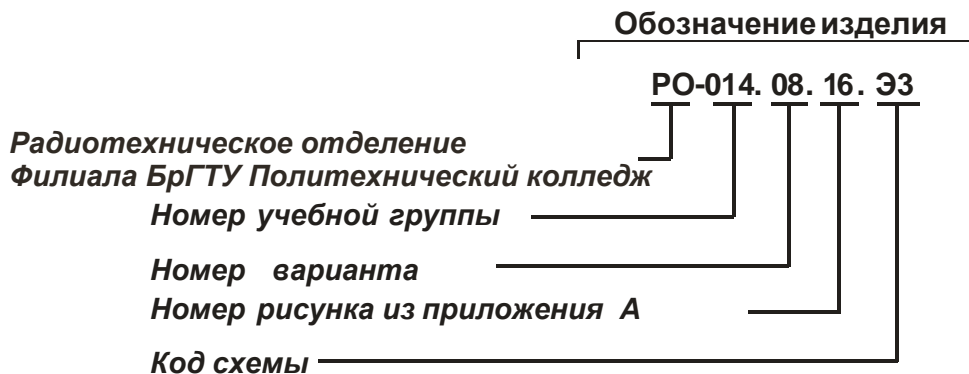 Обозначение изделия
РО-014. 08. 16. Э3
Радиотехническое отделение
Филиала БрГТУ Политехнический колледж
Номер учебной группы
Номер варианта
Номер рисунка из приложения А
Код схемы